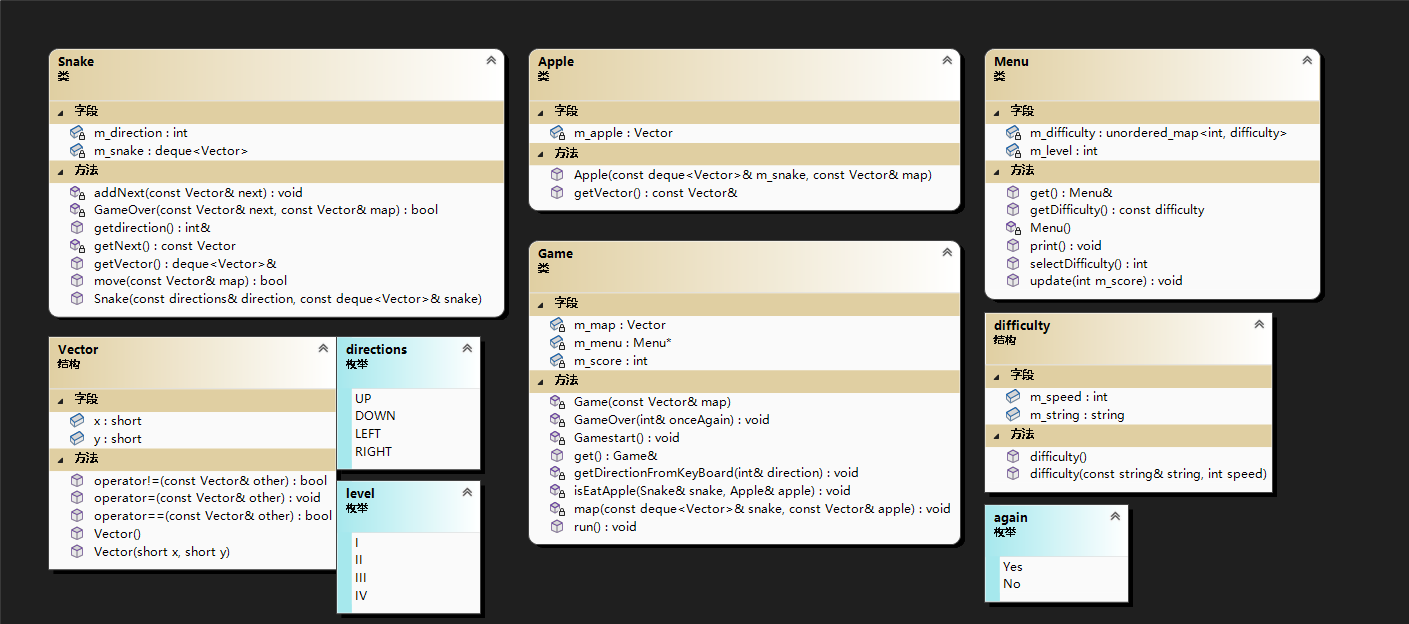 Snake
类
字段
m_direction : int
m_snake : deque<Vector>
方法
addNext(const Vector& next) : void
GameOver(const Vector& next, const Vector& map) : bool
getdirection() : int&
getNext() : const Vector
getVector() : deque<Vector>&
move(const Vector& map) : bool
Snake(const directions& direction, const deque<Vector>& snake)
Apple
类
字段
m_apple : Vector
方法
Apple(const deque<Vector>& m_snake, const Vector& map)
getVector() : const Vector&
Menu
类
字段
m_difficulty : unordered_map<int, difficulty>
m_level : int
方法
get() : Menu&
getDifficulty() : const difficulty
Menu()
print() : void
selectDifficulty() : int
update(int m_score) : void
Vector
结构
字段
x : short
y : short
方法
operator!=(const Vector& other) : bool
operator=(const Vector& other) : void
operator==(const Vector& other) : bool
Vector()
Vector(short x, short y)
directions
枚举
UP
DOWN
LEFT
RIGHT
level
枚举
I
II
III
IV
Game
类
字段
m_map : Vector
m_menu : Menu*
m_score : int
方法
Game(const Vector& map)
GameOver(int& onceAgain) : void
Gamestart() : void
get() : Game&
getDirectionFromKeyBoard(int& direction) : void
isEatApple(Snake& snake, Apple& apple) : void
map(const deque<Vector>& snake, const Vector& apple) : void
run() : void
difficulty
结构
字段
m_speed : int
m_string : string
方法
difficulty()
difficulty(const string& string, int speed)
again
枚举
Yes
No